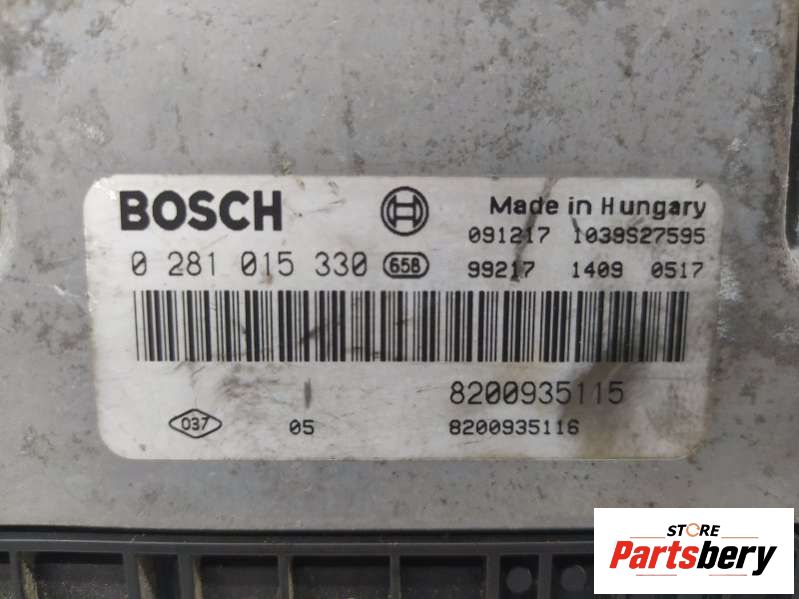 BOSCH
Made in Hungary
091217 1039S27595
0 281 015 330 658
99217 1409 0517
8200935115
037 05 8200935116
STORE
Partsbery